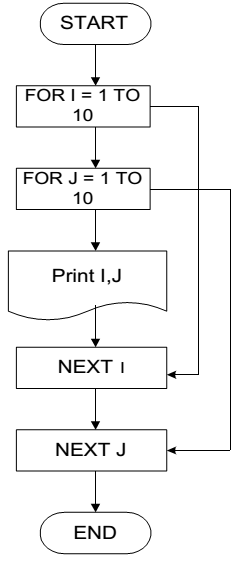 START
FOR I = 1 TO
10
FOR J = 1 TO
10
Print I,J
NEXT I
NEXT J
END